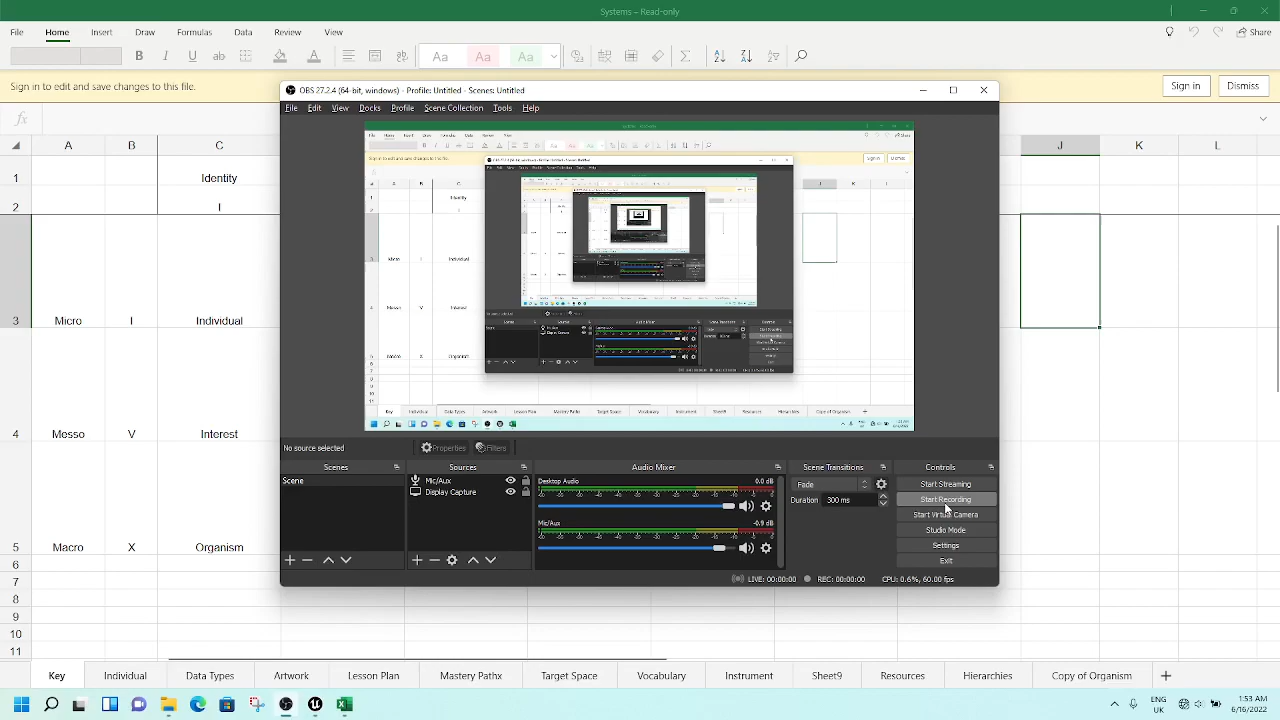 Systems – Read-only
File Home Insert Draw Formulas Data Review View Share
B I U ab Aa Aa Aa Σ
Sign in to edit and save changes to this file. Sign in Dismiss
fx
OBS 27.2.4 (64-bit, windows) - Profile: Untitled - Scenes: Untitled
File Edit View Docks Profile Scene Collection Tools Help
A B C J K L
1 Identity
2 I
Macro Individual
4 Messo V Interest
5 Macro X Organism
7
8
9
10
11
No source selected Properties Filters
Scenes Sources Audio Mixer Scene Transitions Controls
Scene
Mic/Aux
Display Capture
Desktop Audio 0.0 dB
Mic/Aux -0.9 dB
Fade
Duration 300 ms
Start Streaming
Start Recording
Start Virtual Camera
Studio Mode
Settings
Exit
LIVE: 00:00:00 REC: 00:00:00 CPU: 0.6%, 60.00 fps
Key Individual Data Types Artwork Lesson Plan Mastery Pathx Target Space Vocabulary Instrument Sheet9 Resources Hierarchies Copy of Organism
ENG
UK
1:53 AM
6/16/2022